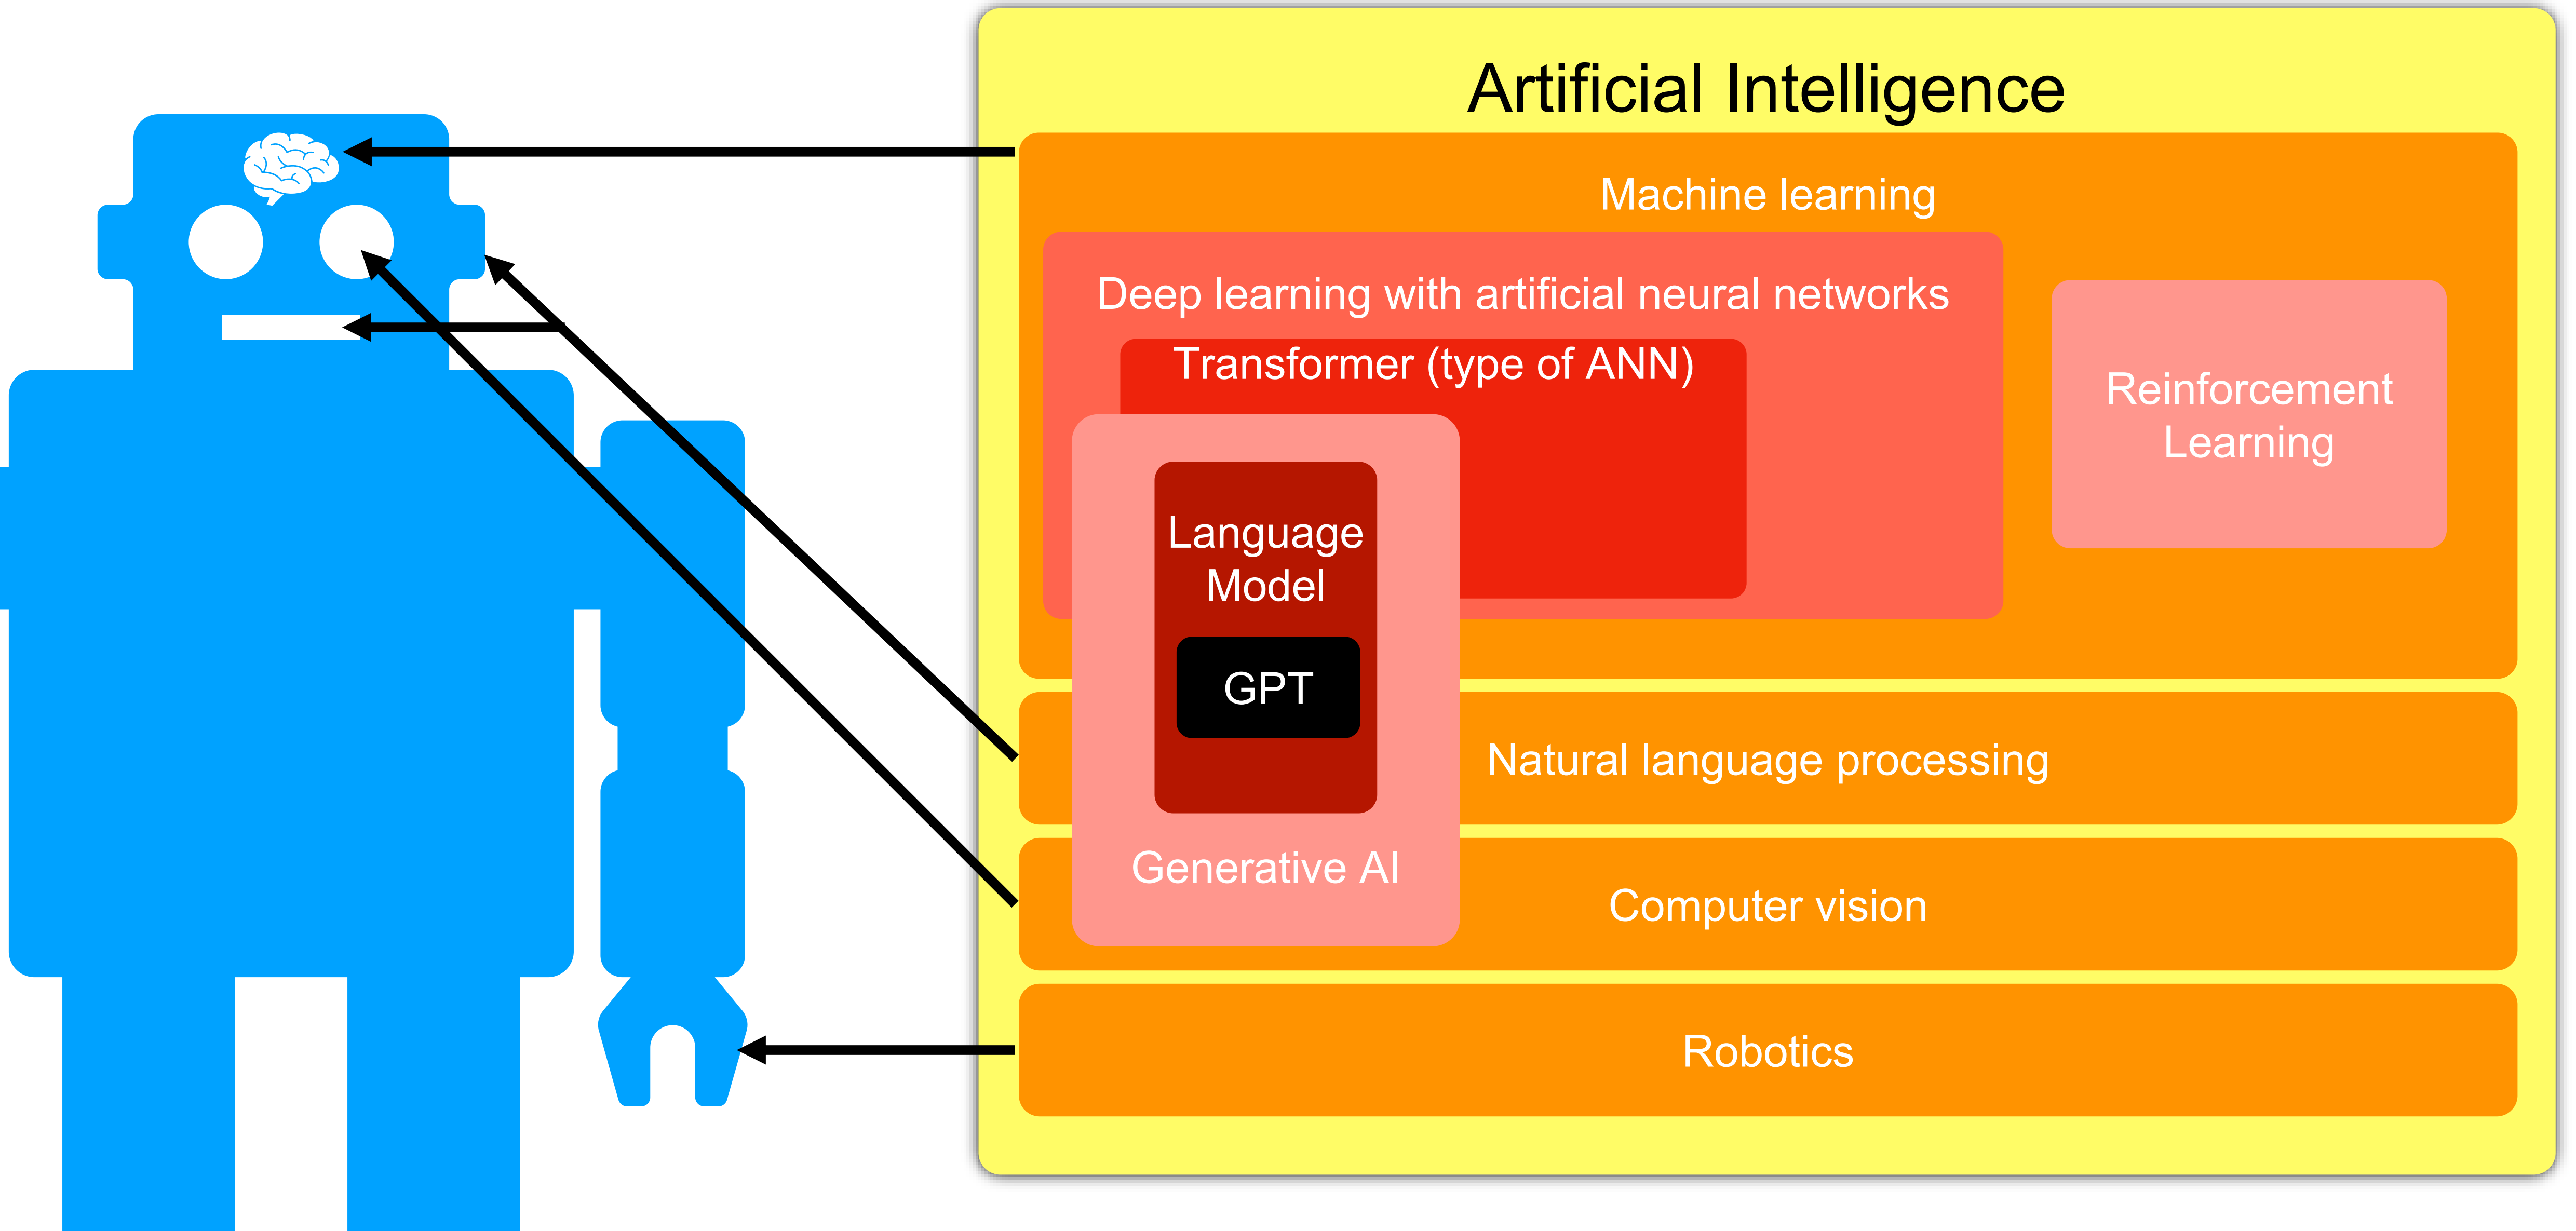 Artificial Intelligence
Machine learning
Deep learning with artificial neural networks
Transformer (type of ANN)
Reinforcement
Learning
Language
Model
GPT
Natural language processing
Generative AI
Computer vision
Robotics